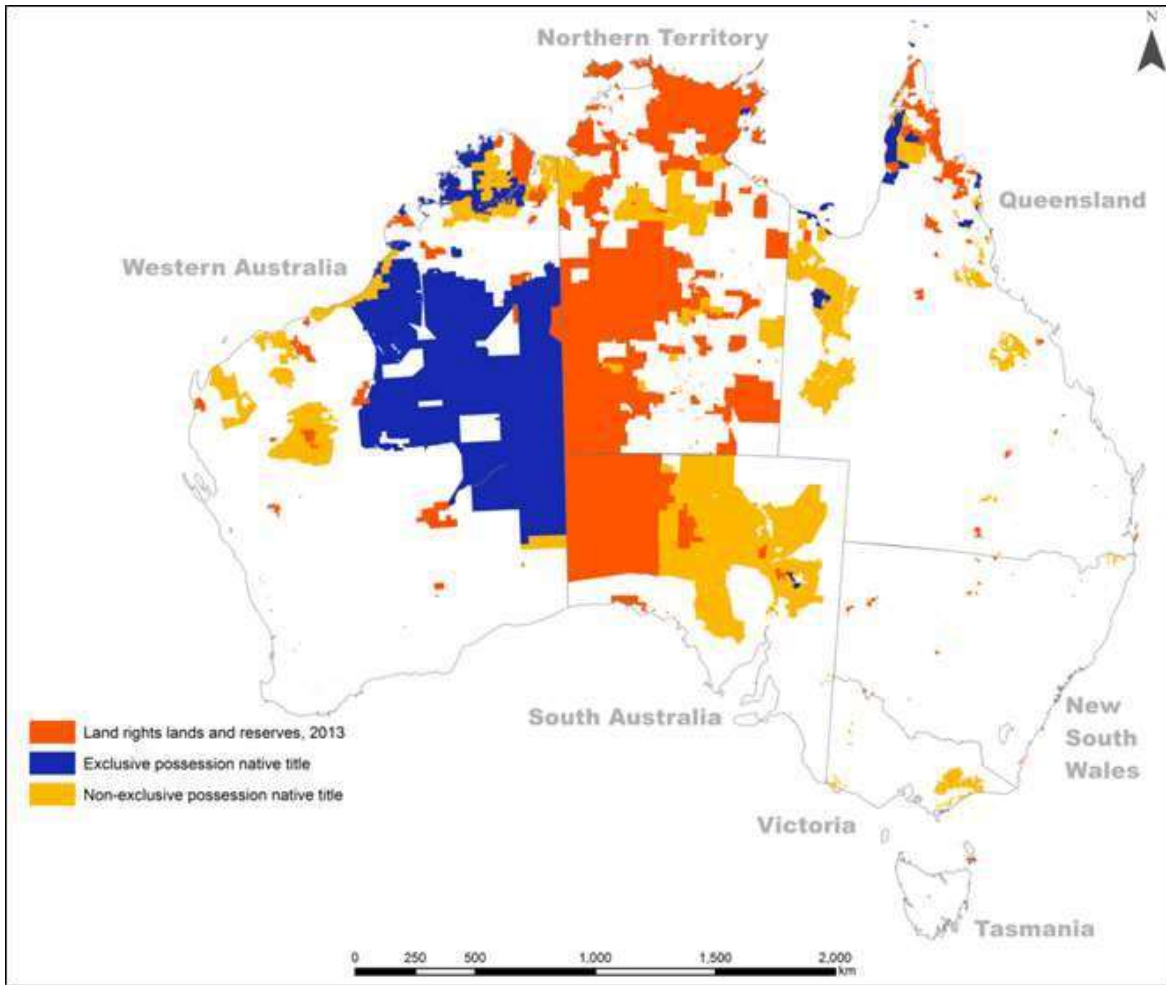 N
Northern Territory
Queensland
Western Australia
South Australia
New
South
Wales
Victoria
Tasmania
Land rights lands and reserves, 2013
Exclusive possession native title
Non-exclusive possession native title
0 250 500 1,000 1,500 2,000
km